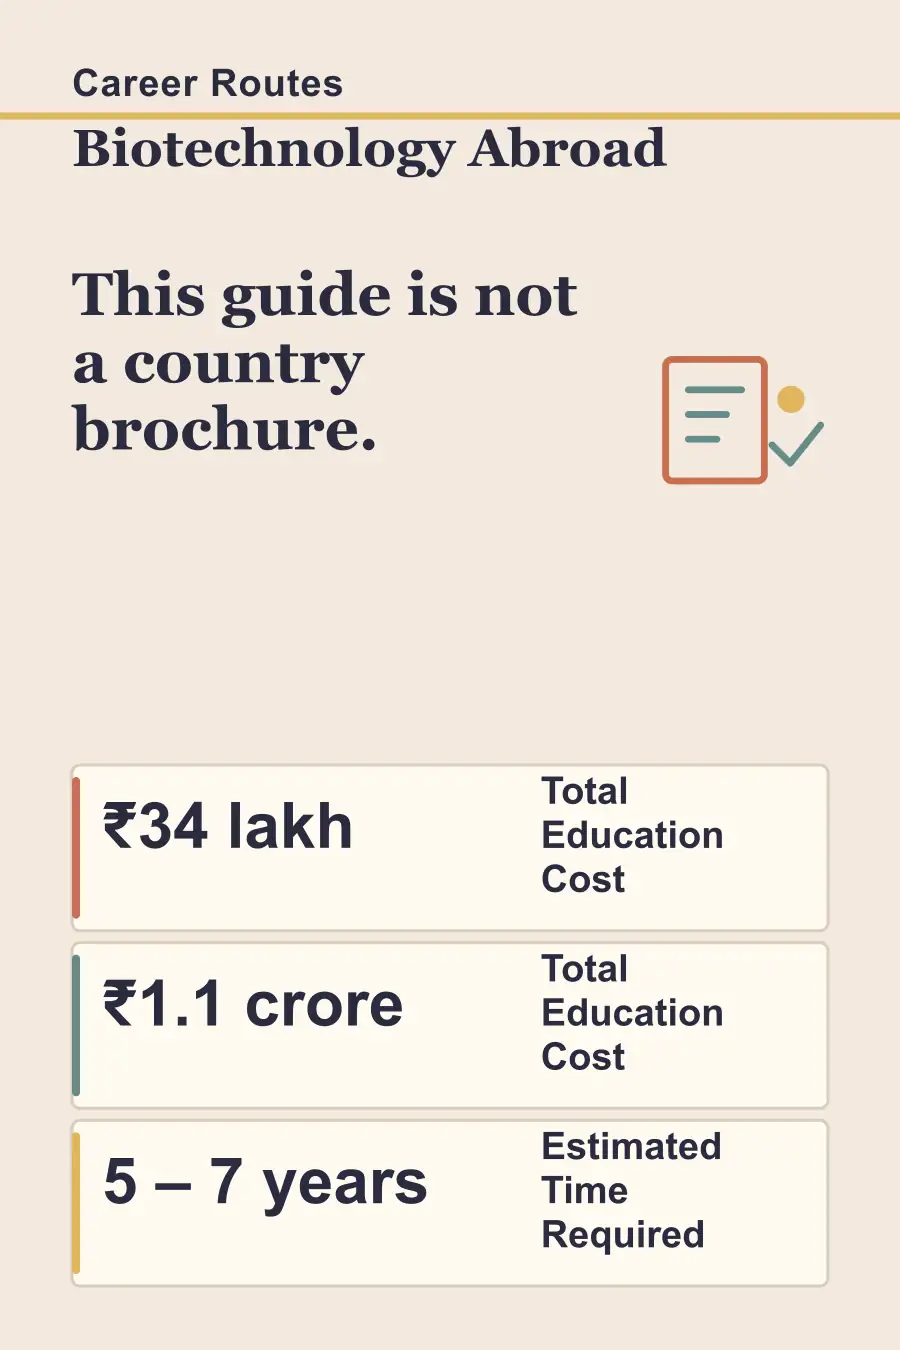 Career Routes
Biotechnology Abroad
This guide is not
a country
brochure.
₹34 lakh
Total
Education
Cost
₹1.1 crore
Total
Education
Cost
5 – 7 years
Estimated
Time
Required